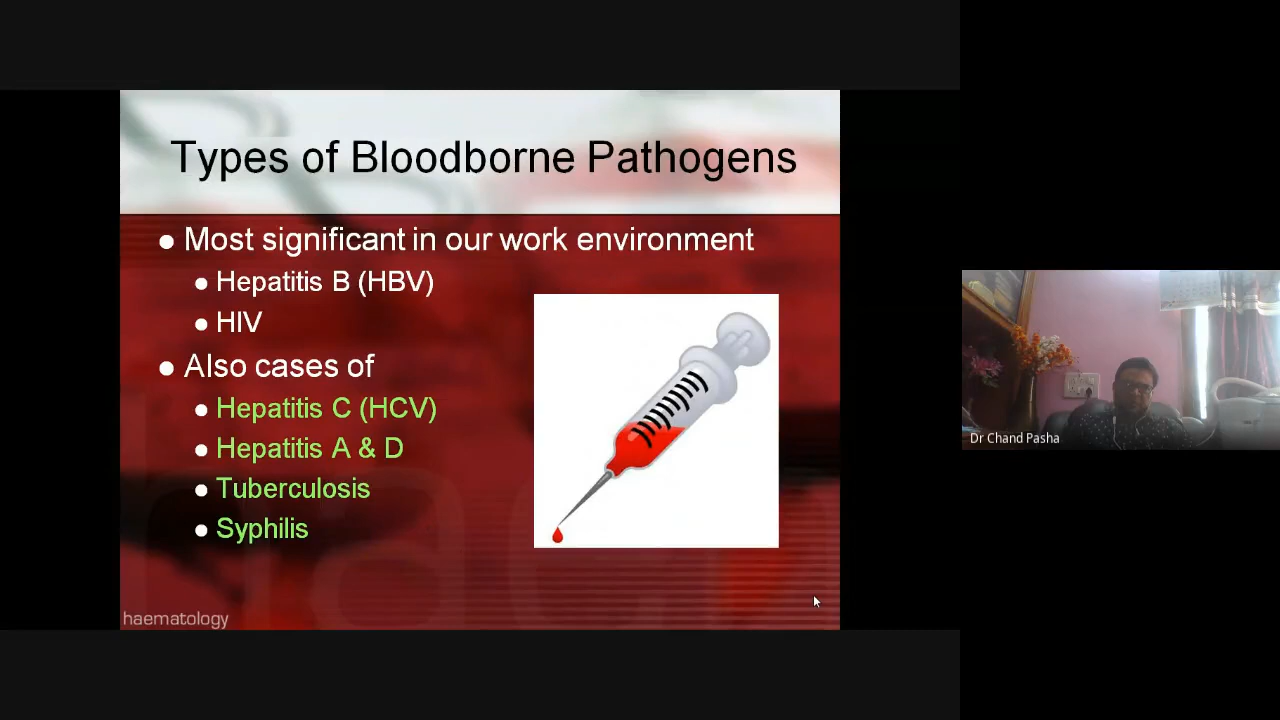 Types of Bloodborne Pathogens
Most significant in our work environment
Hepatitis B (HBV)
HIV
Also cases of
Hepatitis C (HCV)
Hepatitis A & D
Tuberculosis
Syphilis
haematology
Dr Chand Pasha